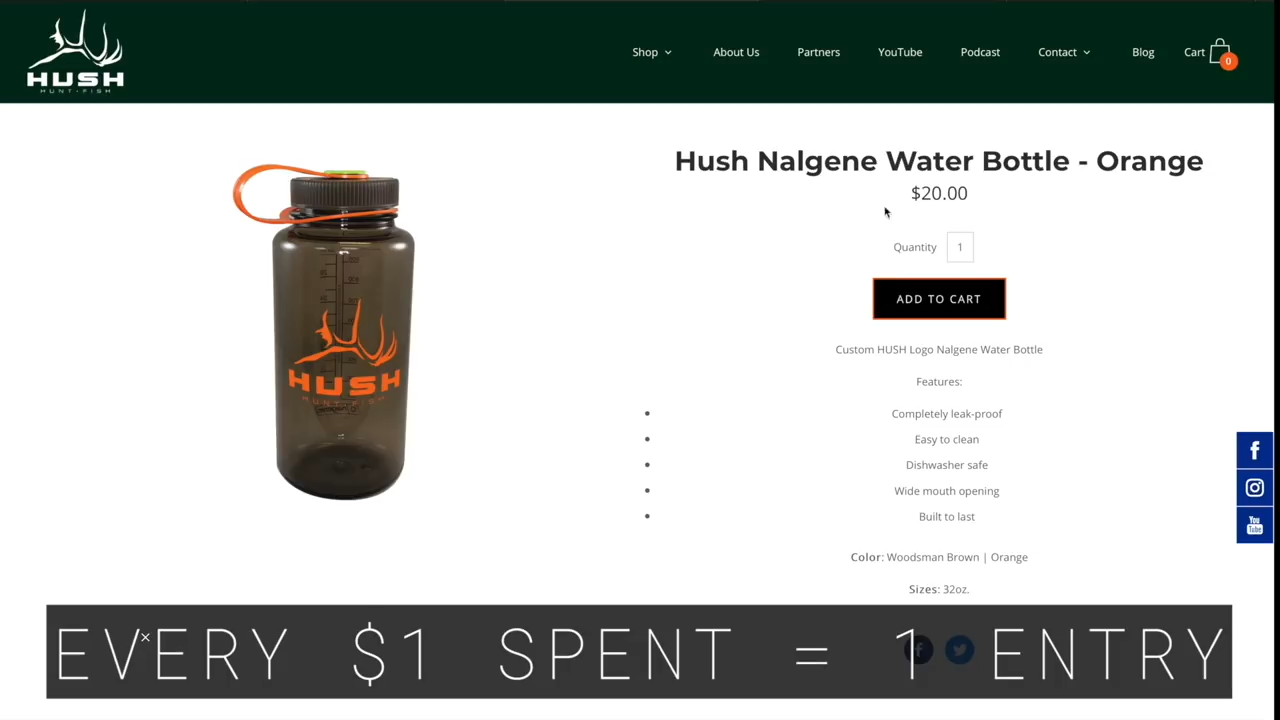 HUSH
HUNT-FISH
Shop
About Us
Partners
YouTube
Podcast
Contact
Blog
Cart
0
Hush Nalgene Water Bottle - Orange
$20.00
Quantity 1
ADD TO CART
HUSH
HUNT-FISH
Custom HUSH Logo Nalgene Water Bottle
Features:
Completely leak-proof
Easy to clean
Dishwasher safe
Wide mouth opening
Built to last
Color: Woodsman Brown | Orange
Sizes: 32oz.
You
Tube
EVERY $1 SPENT = 1 ENTRY